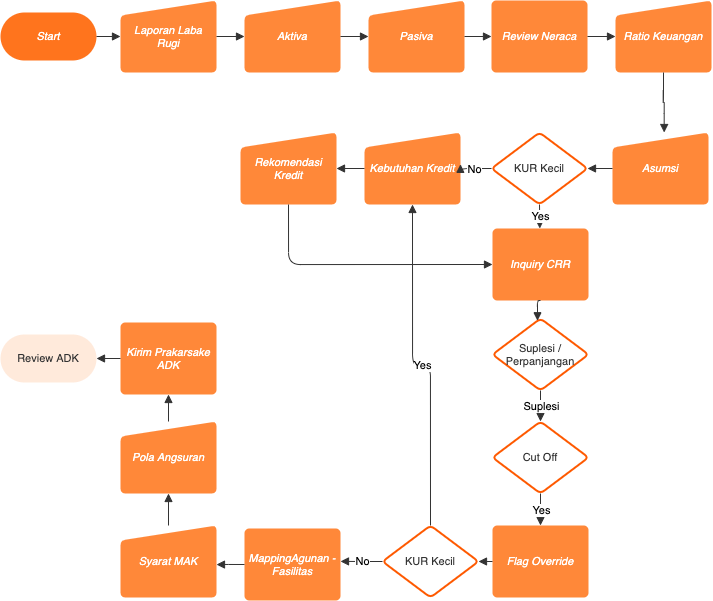 Start
Laporan Laba
Rugi
Aktiva
Pasiva
Review Neraca
Ratio Keuangan
Asumsi
KUR Kecil
No
Kebutuhan Kredit
Rekomendasi
Kredit
Yes
Inquiry CRR
Suplesi /
Perpanjangan
Suplesi
Cut Off
Yes
Flag Override
KUR Kecil
Yes
No
MappingAgunan -
Fasilitas
Syarat MAK
Pola Angsuran
Kirim Prakarsake
ADK
Review ADK